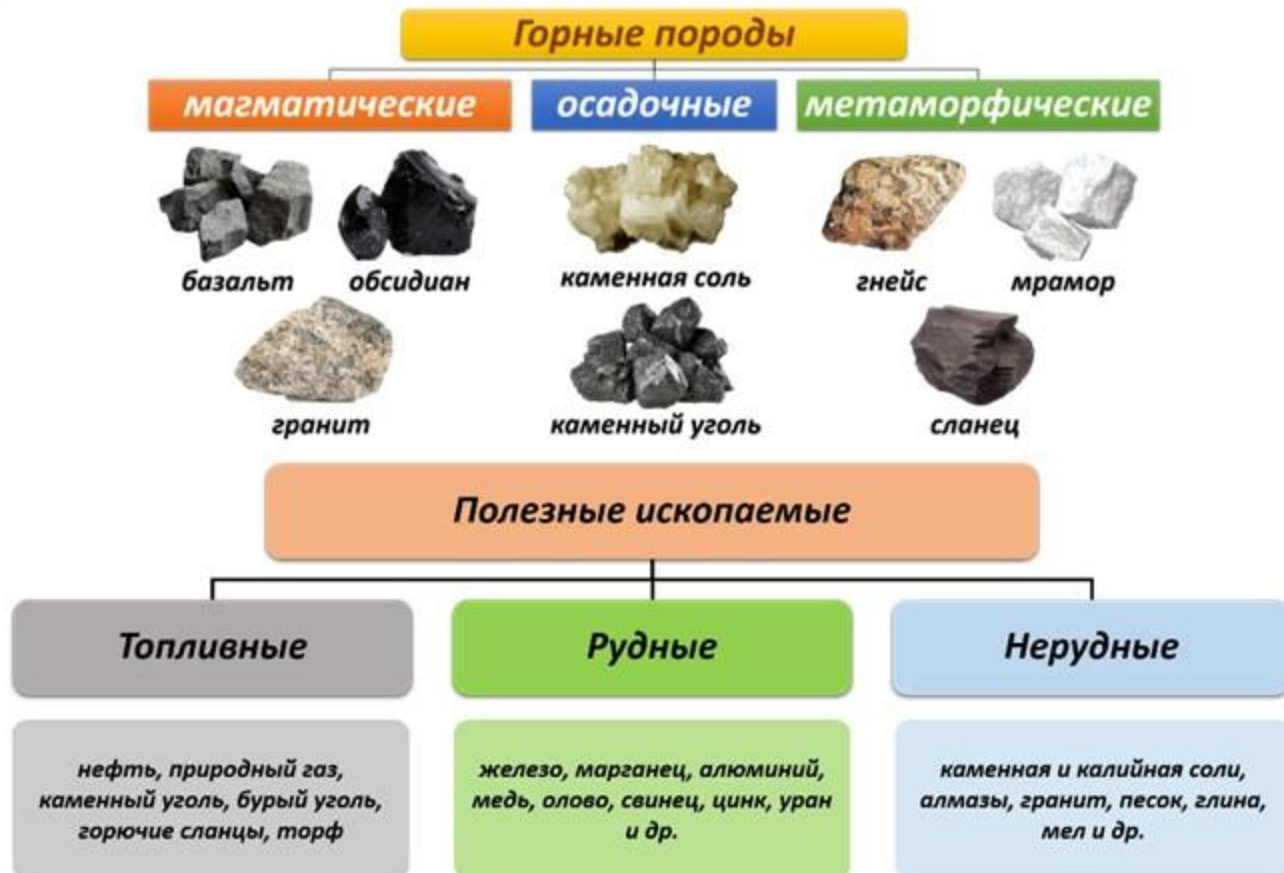 Горные породы
магматические
осадочные
метаморфические
базальт
обсидиан
каменная соль
гнейс
мрамор
гранит
каменный уголь
сланец
Полезные ископаемые
Топливные
Рудные
Нерудные
нефть, природный газ,
каменный уголь, бурый уголь,
горючие сланцы, торф
железо, марганец, алюминий,
медь, олово, свинец, цинк, уран
и др.
каменная и калийная соли,
алмазы, гранит, песок, глина,
мел и др.